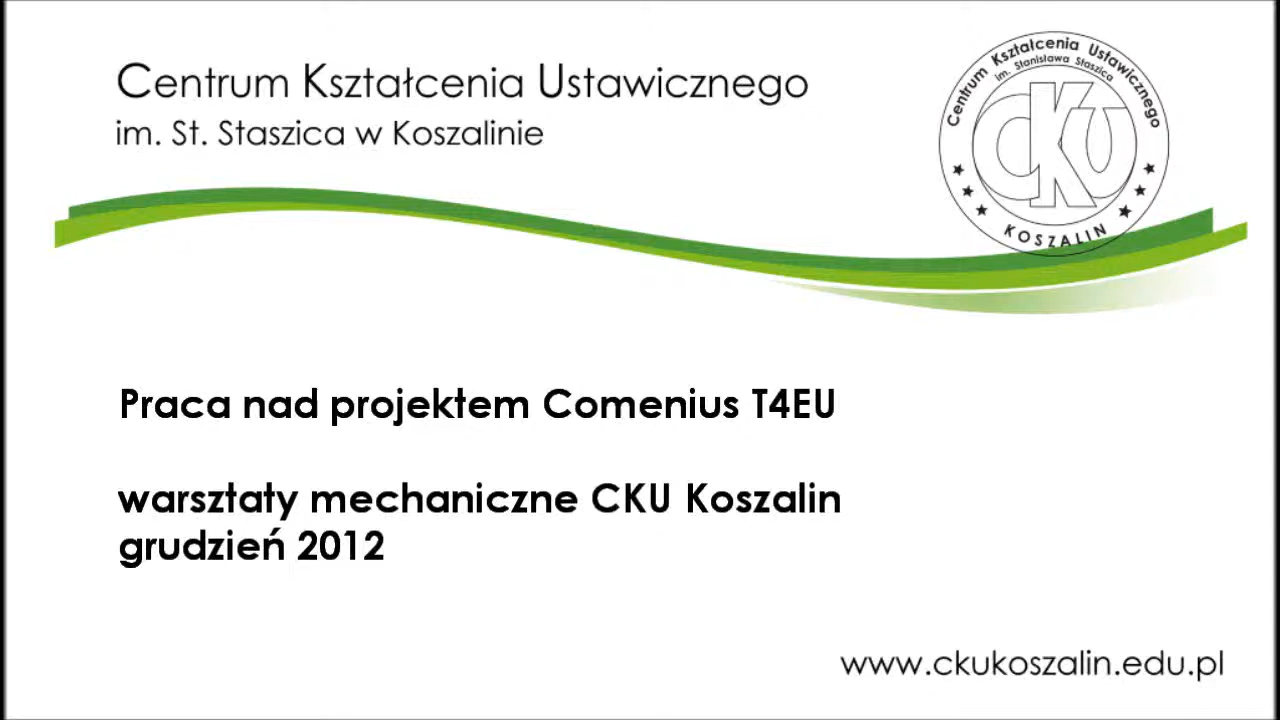 Centrum Kształcenia Ustawicznego
im. St. Staszica w Koszalinie
Centrum Kształcenia Ustawicznego
im. Stanisława Staszica
CKU
KOSZALIN
Praca nad projektem Comenius T4EU
warsztaty mechaniczne CKU Koszalin
grudzień 2012
www.ckukoszalin.edu.pl